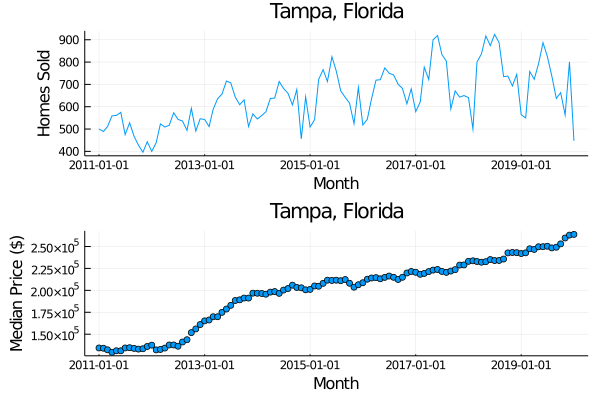 Tampa, Florida
Homes Sold
900
800
700
600
500
400
2011-01-01 2013-01-01 2015-01-01 2017-01-01 2019-01-01
Month
Tampa, Florida
Median Price ($)
2.50×10⁵
2.25×10⁵
2.00×10⁵
1.75×10⁵
1.50×10⁵
2011-01-01 2013-01-01 2015-01-01 2017-01-01 2019-01-01
Month